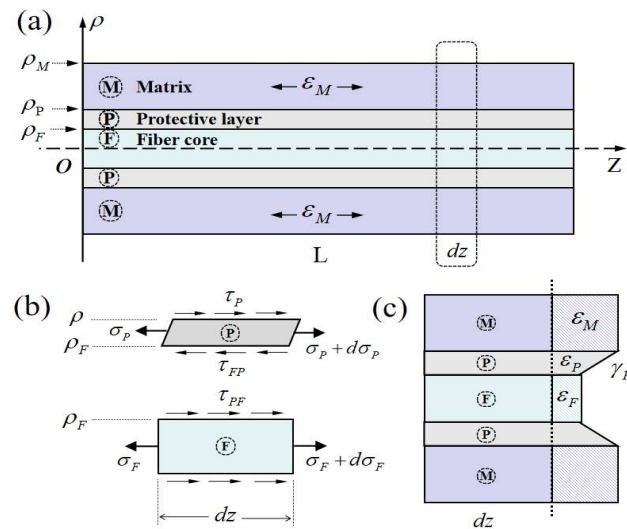 (a)
ρ
ρ_M
M Matrix
ε_M
ρ_P
P Protective layer
ρ_F
F Fiber core
O
Z
P
M
ε_M
L
dz
(b)
τ_P
ρ
σ_P
P
σ_P + dσ_P
ρ_F
τ_FP
τ_PF
ρ_F
σ_F
F
σ_F + dσ_F
dz
(c)
M
ε_M
P
ε_P
F
ε_F
P
M
dz